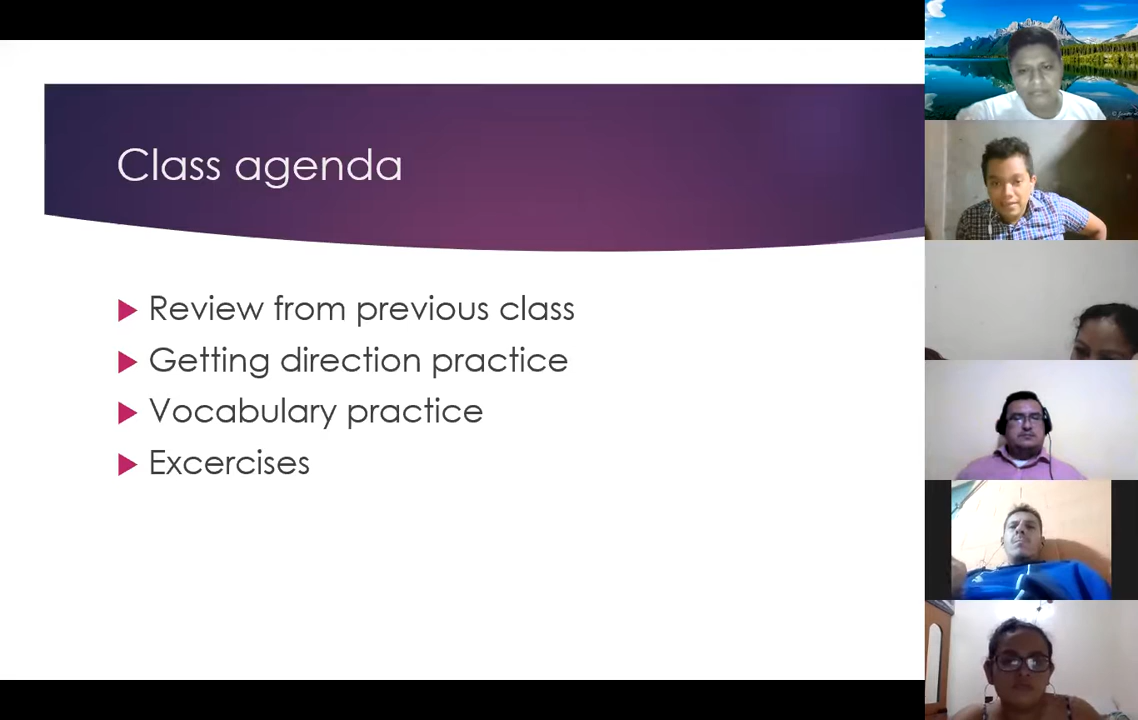 Class agenda
Review from previous class
Getting direction practice
Vocabulary practice
Excercises